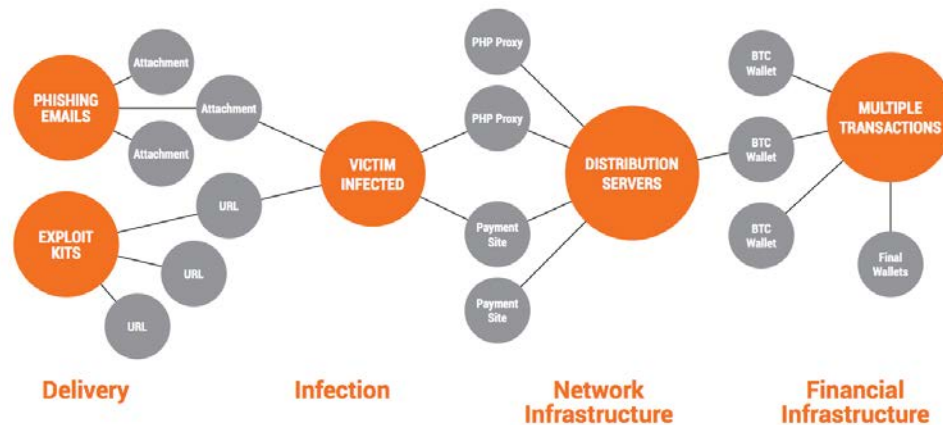 PHISHING
EMAILS
Attachment
Attachment
Attachment
EXPLOIT
KITS
URL
URL
URL
VICTIM
INFECTED
PHP Proxy
PHP Proxy
Payment
Site
Payment
Site
DISTRIBUTION
SERVERS
BTC
Wallet
BTC
Wallet
BTC
Wallet
MULTIPLE
TRANSACTIONS
Final
Wallets
Delivery
Infection
Network
Infrastructure
Financial
Infrastructure